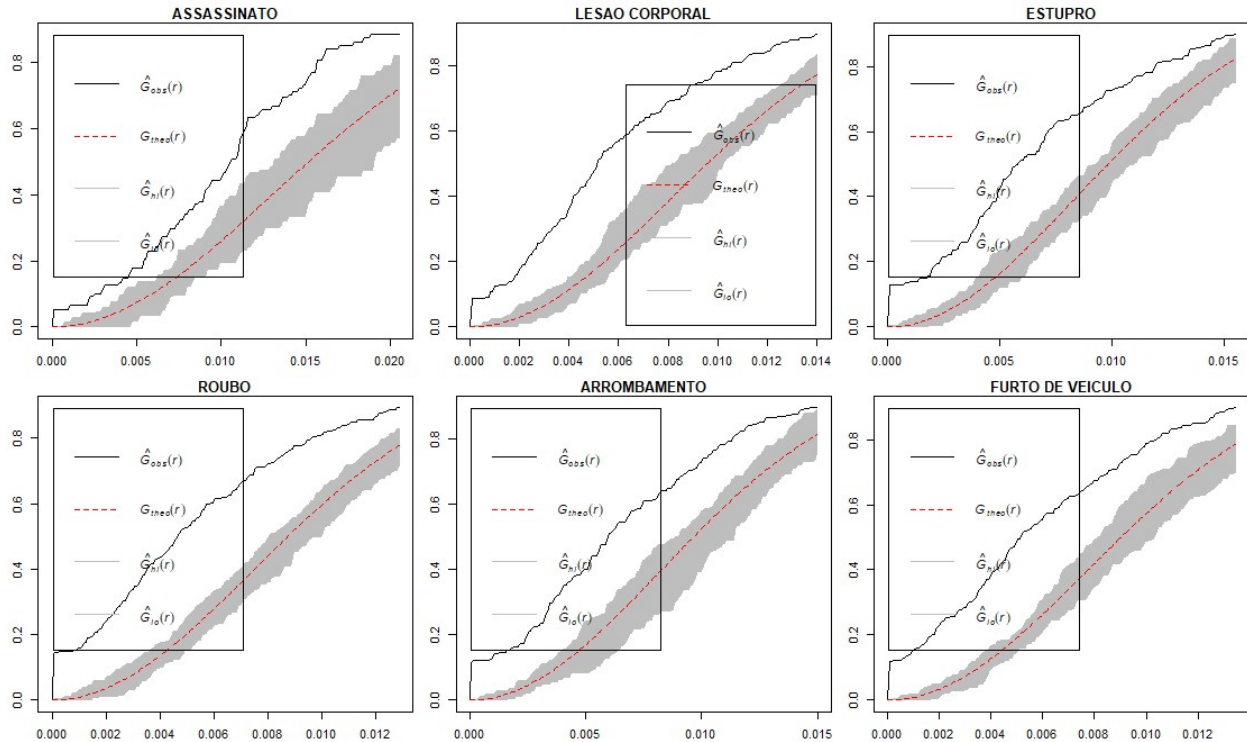 ASSASSINATO
Ĝobs(r)
Gtheo(r)
Ĝhi(r)
Ĝlo(r)
0.0 0.2 0.4 0.6 0.8
0.000 0.005 0.010 0.015 0.020
LESAO CORPORAL
Ĝobs(r)
Gtheo(r)
Ĝhi(r)
Ĝlo(r)
0.0 0.2 0.4 0.6 0.8
0.000 0.002 0.004 0.006 0.008 0.010 0.012 0.014
ESTUPRO
Ĝobs(r)
Gtheo(r)
Ĝhi(r)
Ĝlo(r)
0.0 0.2 0.4 0.6 0.8
0.000 0.005 0.010 0.015
ROUBO
Ĝobs(r)
Gtheo(r)
Ĝhi(r)
Ĝlo(r)
0.0 0.2 0.4 0.6 0.8
0.000 0.002 0.004 0.006 0.008 0.010 0.012
ARROMBAMENTO
Ĝobs(r)
Gtheo(r)
Ĝhi(r)
Ĝlo(r)
0.0 0.2 0.4 0.6 0.8
0.000 0.005 0.010 0.015
FURTO DE VEICULO
Ĝobs(r)
Gtheo(r)
Ĝhi(r)
Ĝlo(r)
0.0 0.2 0.4 0.6 0.8
0.000 0.002 0.004 0.006 0.008 0.010 0.012